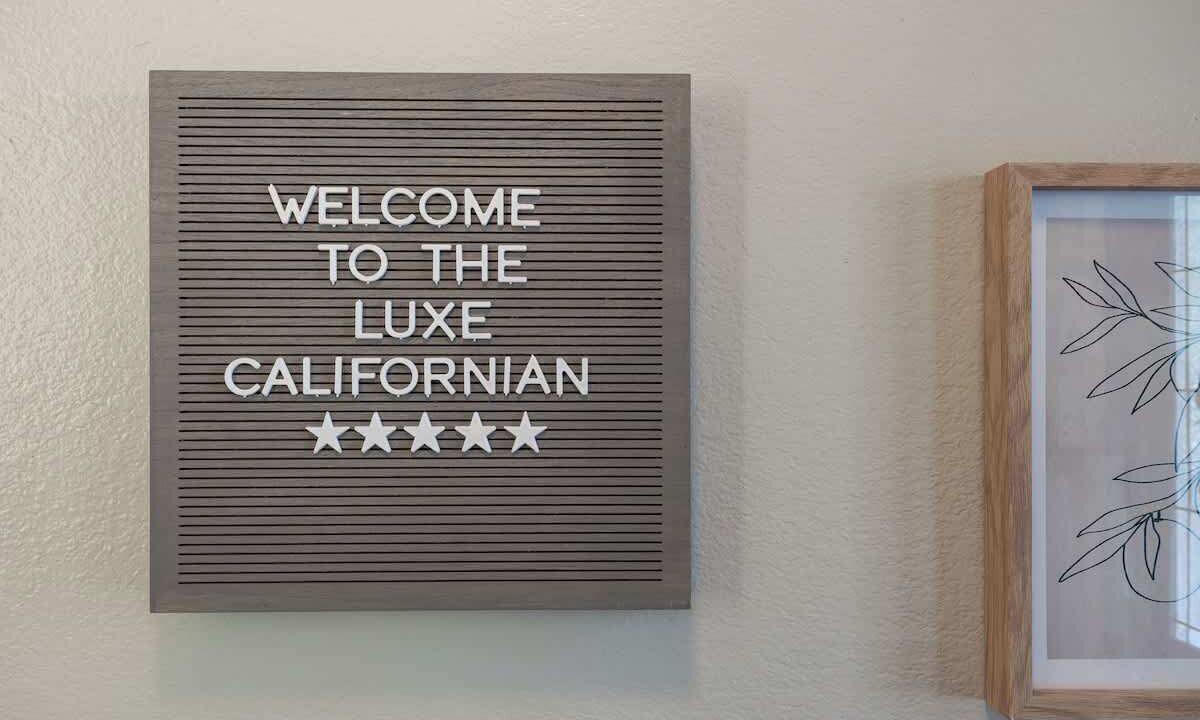 WELCOME
TO THE
LUXE
CALIFORNIAN
★★★★★